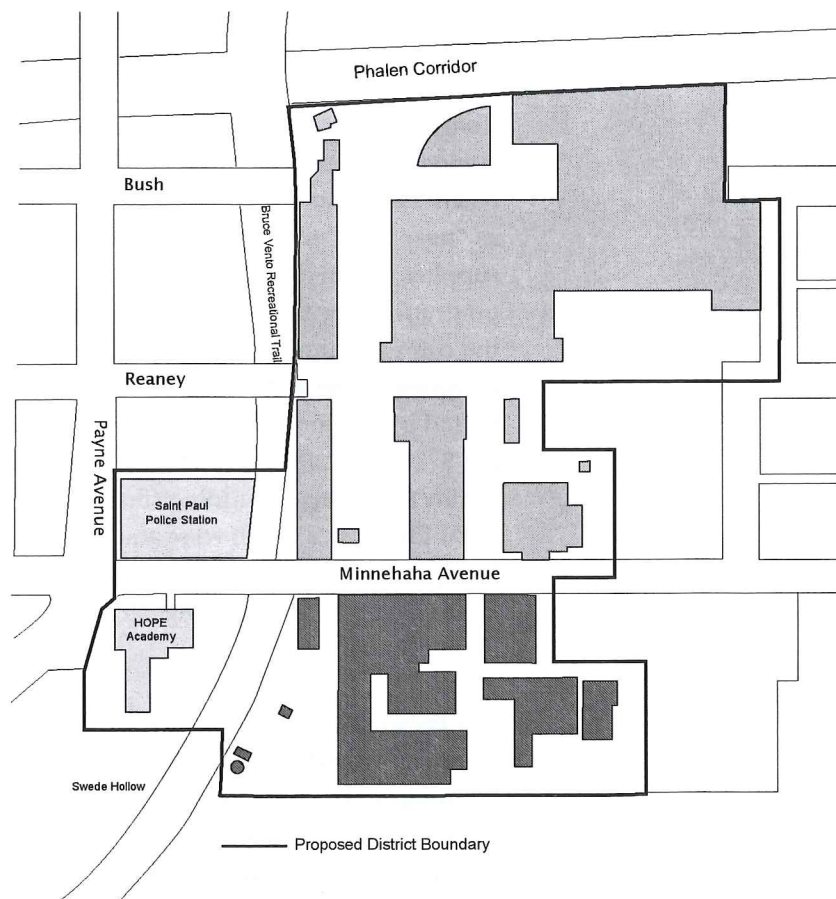 Phalen Corridor
Bush
Bruce Vento Recreational Trail
Reaney
Payne Avenue
Saint Paul
Police Station
Minnehaha Avenue
HOPE
Academy
Swede Hollow
Proposed District Boundary